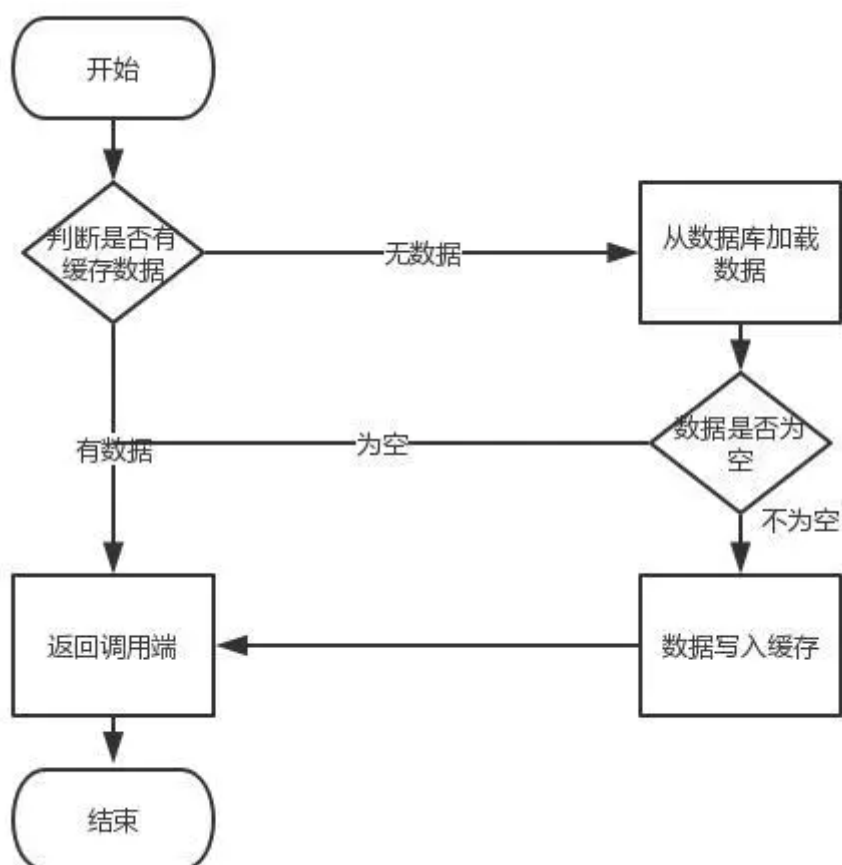 开始
判断是否有
缓存数据
无数据
从数据库加载
数据
有数据
为空
数据是否为
空
不为空
返回调用端
数据写入缓存
结束